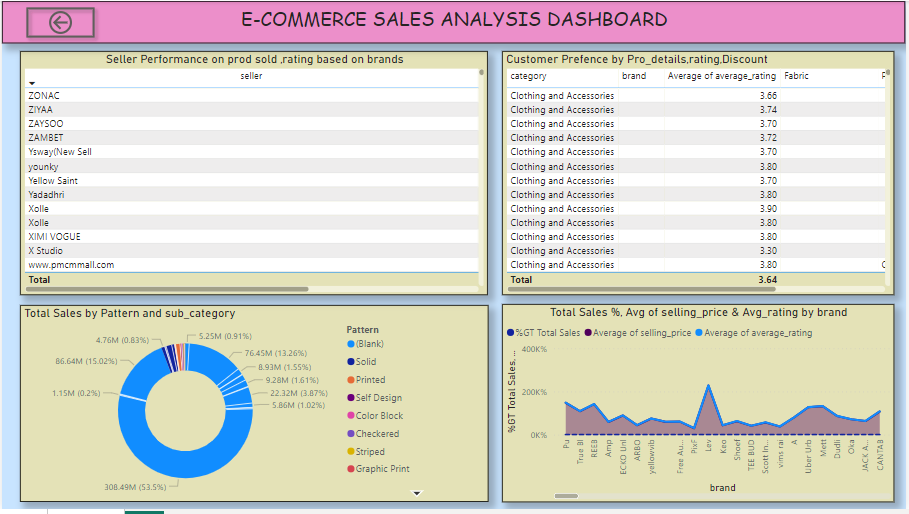 E-COMMERCE SALES ANALYSIS DASHBOARD
Seller Performance on prod sold ,rating based on brands
seller
ZONAC
ZIYAA
ZAYSOO
ZAMBET
Ysway(New Sell
younky
Yellow Saint
Yadadhri
Xolle
Xolle
XIMI VOGUE
X Studio
www.pmcmmall.com
Total
Customer Prefence by Pro_details,rating,Discount
category brand Average of average_rating Fabric
Clothing and Accessories 3.66
Clothing and Accessories 3.74
Clothing and Accessories 3.70
Clothing and Accessories 3.72
Clothing and Accessories 3.70
Clothing and Accessories 3.80
Clothing and Accessories 3.70
Clothing and Accessories 3.80
Clothing and Accessories 3.90
Clothing and Accessories 3.80
Clothing and Accessories 3.80
Clothing and Accessories 3.30
Clothing and Accessories 3.80
Total 3.64
Total Sales by Pattern and sub_category
4.76M (0.83%)
5.25M (0.91%)
86.64M (15.02%)
76.45M (13.26%)
8.93M (1.55%)
9.28M (1.61%)
1.15M (0.2%)
22.32M (3.87%)
5.86M (1.02%)
308.49M (53.5%)
Pattern
(Blank)
Solid
Printed
Self Design
Color Block
Checkered
Striped
Graphic Print
Total Sales %, Avg of selling_price & Avg_rating by brand
%GT Total Sales Average of selling_price Average of average_rating
%GT Total Sales, ...
400K%
200K%
0K%
Pu
True Bl
REEB
Amp
ECKO Unl
ARBO
yellowvib
Free Au...
PixF
Lev
Keo
Shoef
TEE BUD
Scott In...
vims rai
A
Uber Urb
Mett
Dudli
Oka
JACK A...
CANTAB
brand